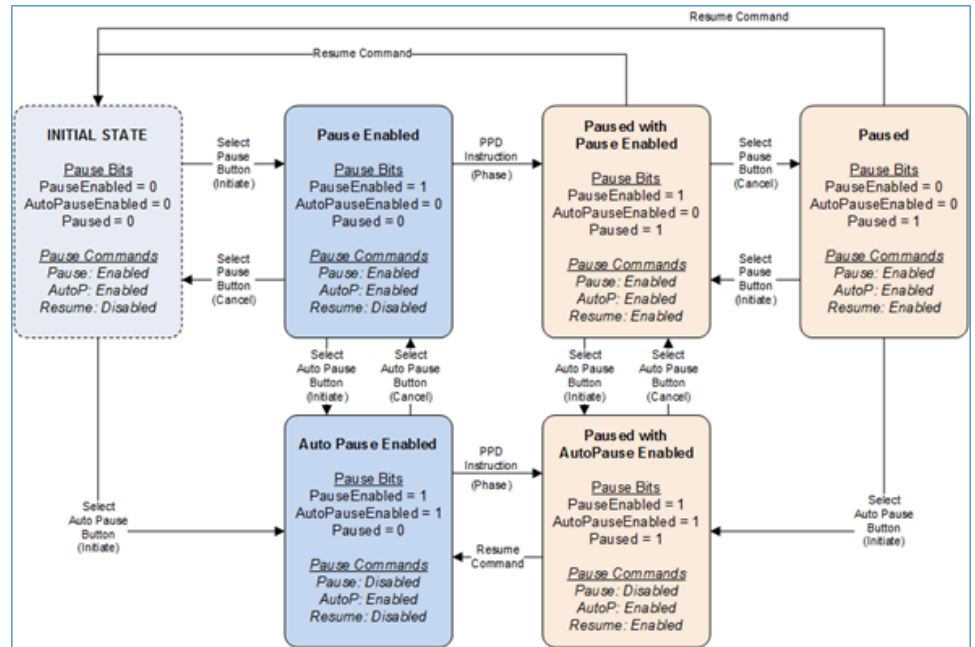 Resume Command
Resume Command
INITIAL STATE
Pause Bits
PauseEnabled = 0
AutoPauseEnabled = 0
Paused = 0
Pause Commands
Pause: Enabled
AutoP: Enabled
Resume: Disabled
Select
Pause
Button
(Initiate)
Select
Pause
Button
(Cancel)
Pause Enabled
Pause Bits
PauseEnabled = 1
AutoPauseEnabled = 0
Paused = 0
Pause Commands
Pause: Enabled
AutoP: Enabled
Resume: Disabled
PPD
Instruction
(Phase)
Paused with
Pause Enabled
Pause Bits
PauseEnabled = 1
AutoPauseEnabled = 0
Paused = 1
Pause Commands
Pause: Enabled
AutoP: Enabled
Resume: Enabled
Select
Pause
Button
(Cancel)
Select
Pause
Button
(Initiate)
Paused
Pause Bits
PauseEnabled = 0
AutoPauseEnabled = 0
Paused = 1
Pause Commands
Pause: Enabled
AutoP: Enabled
Resume: Enabled
Select
Auto Pause
Button
(Initiate)
Select
Auto Pause
Button
(Cancel)
Select
Auto Pause
Button
(Initiate)
Select
Auto Pause
Button
(Cancel)
Select
Auto Pause
Button
(Initiate)
Auto Pause Enabled
Pause Bits
PauseEnabled = 1
AutoPauseEnabled = 1
Paused = 0
Pause Commands
Pause: Disabled
AutoP: Enabled
Resume: Disabled
PPD
Instruction
(Phase)
Resume
Command
Paused with
AutoPause Enabled
Pause Bits
PauseEnabled = 1
AutoPauseEnabled = 1
Paused = 1
Pause Commands
Pause: Disabled
AutoP: Enabled
Resume: Enabled
Select
Auto Pause
Button
(Initiate)